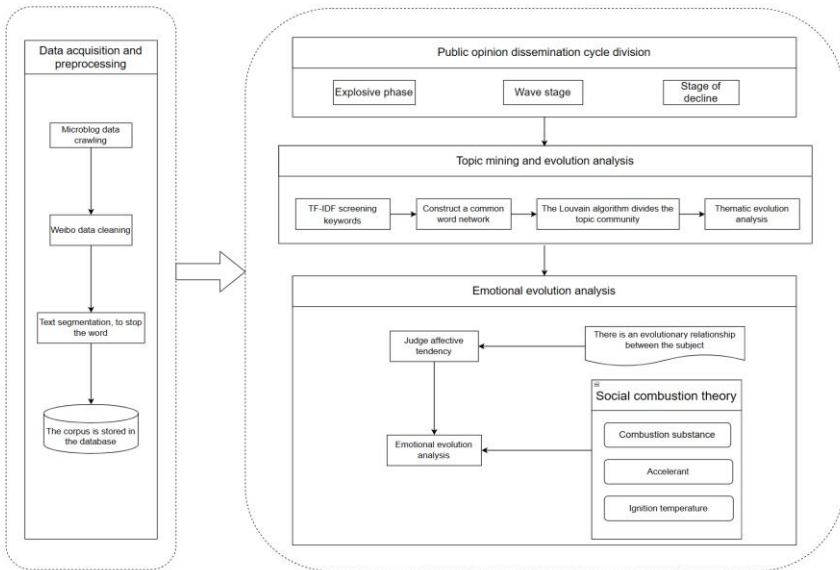 Data acquisition and
preprocessing
Microblog data
crawling
Weibo data cleaning
Text segmentation, to stop
the word
The corpus is stored in
the database
Public opinion dissemination cycle division
Explosive phase
Wave stage
Stage of
decline
Topic mining and evolution analysis
TF-IDF screening
keywords
Construct a common
word network
The Louvain algorithm divides the
topic community
Thematic evolution
analysis
Emotional evolution analysis
Judge affective
tendency
There is an evolutionary relationship
between the subject
Emotional evolution
analysis
Social combustion theory
Combustion substance
Accelerant
Ignition temperature